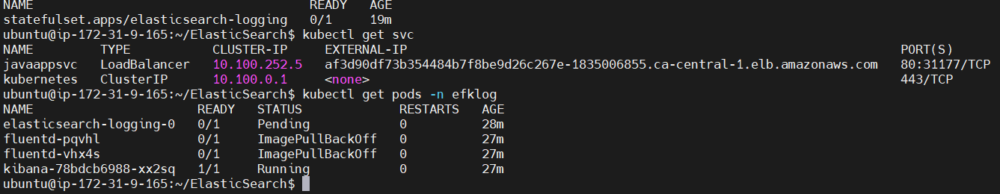 NAME READY AGE
statefulset.apps/elasticsearch-logging 0/1 19m
ubuntu@ip-172-31-9-165:~/ElasticSearch$ kubectl get svc
NAME TYPE CLUSTER-IP EXTERNAL-IP PORT(S)
javaappsvc LoadBalancer 10.100.252.5 af3d90df73b354484b7f8be9d26c267e-1835006855.ca-central-1.elb.amazonaws.com 80:31177/TCP
kubernetes ClusterIP 10.100.0.1 <none> 443/TCP
ubuntu@ip-172-31-9-165:~/ElasticSearch$ kubectl get pods -n efklog
NAME READY STATUS RESTARTS AGE
elasticsearch-logging-0 0/1 Pending 0 28m
fluentd-pqvhl 0/1 ImagePullBackOff 0 27m
fluentd-vhx4s 0/1 ImagePullBackOff 0 27m
kibana-78bdcb6988-xx2sq 1/1 Running 0 27m
ubuntu@ip-172-31-9-165:~/ElasticSearch$